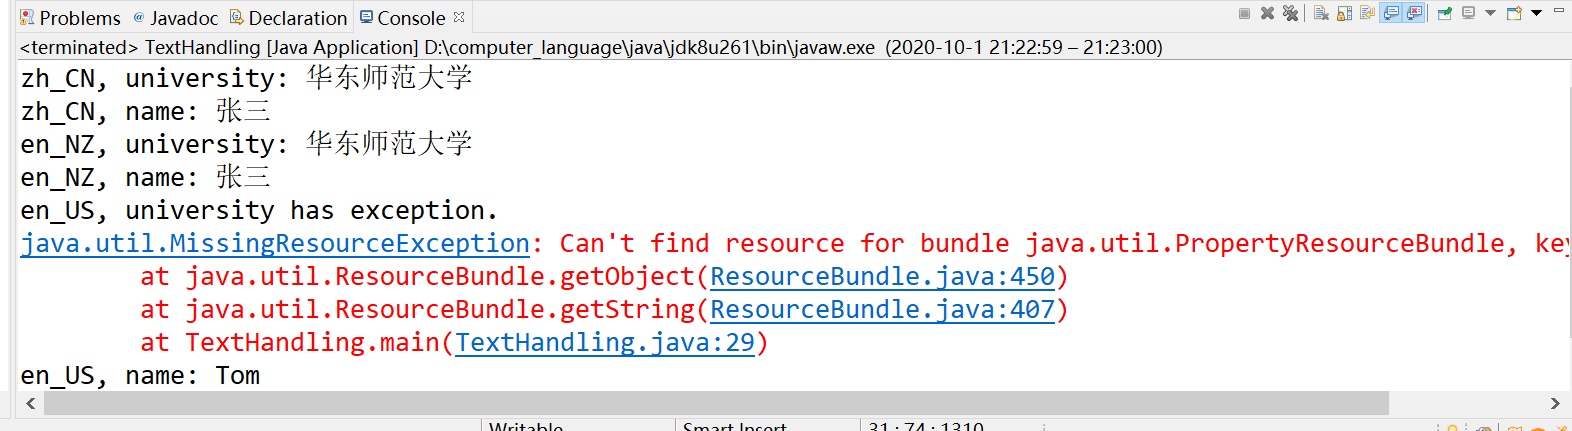 Problems @ Javadoc Declaration Console
<terminated> TextHandling [Java Application] D:\computer_language\java\jdk8u261\bin\javaw.exe (2020-10-1 21:22:59 – 21:23:00)
zh_CN, university: 华东师范大学
zh_CN, name: 张三
en_NZ, university: 华东师范大学
en_NZ, name: 张三
en_US, university has exception.
java.util.MissingResourceException: Can't find resource for bundle java.util.PropertyResourceBundle, key
at java.util.ResourceBundle.getObject(ResourceBundle.java:450)
at java.util.ResourceBundle.getString(ResourceBundle.java:407)
at TextHandling.main(TextHandling.java:29)
en_US, name: Tom
Writable Smart Insert 31 : 74 : 1310